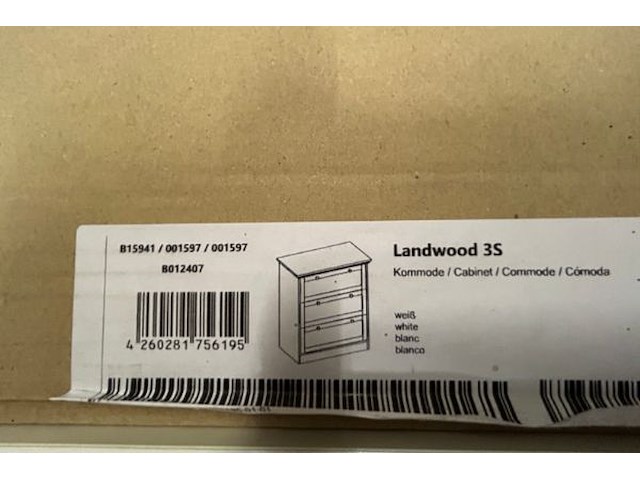 B15941 / 001597 / 001597
B012407
4 260281 756195
Landwood 3S
Kommode / Cabinet / Commode / Cómoda
weiß
white
blanc
blanco